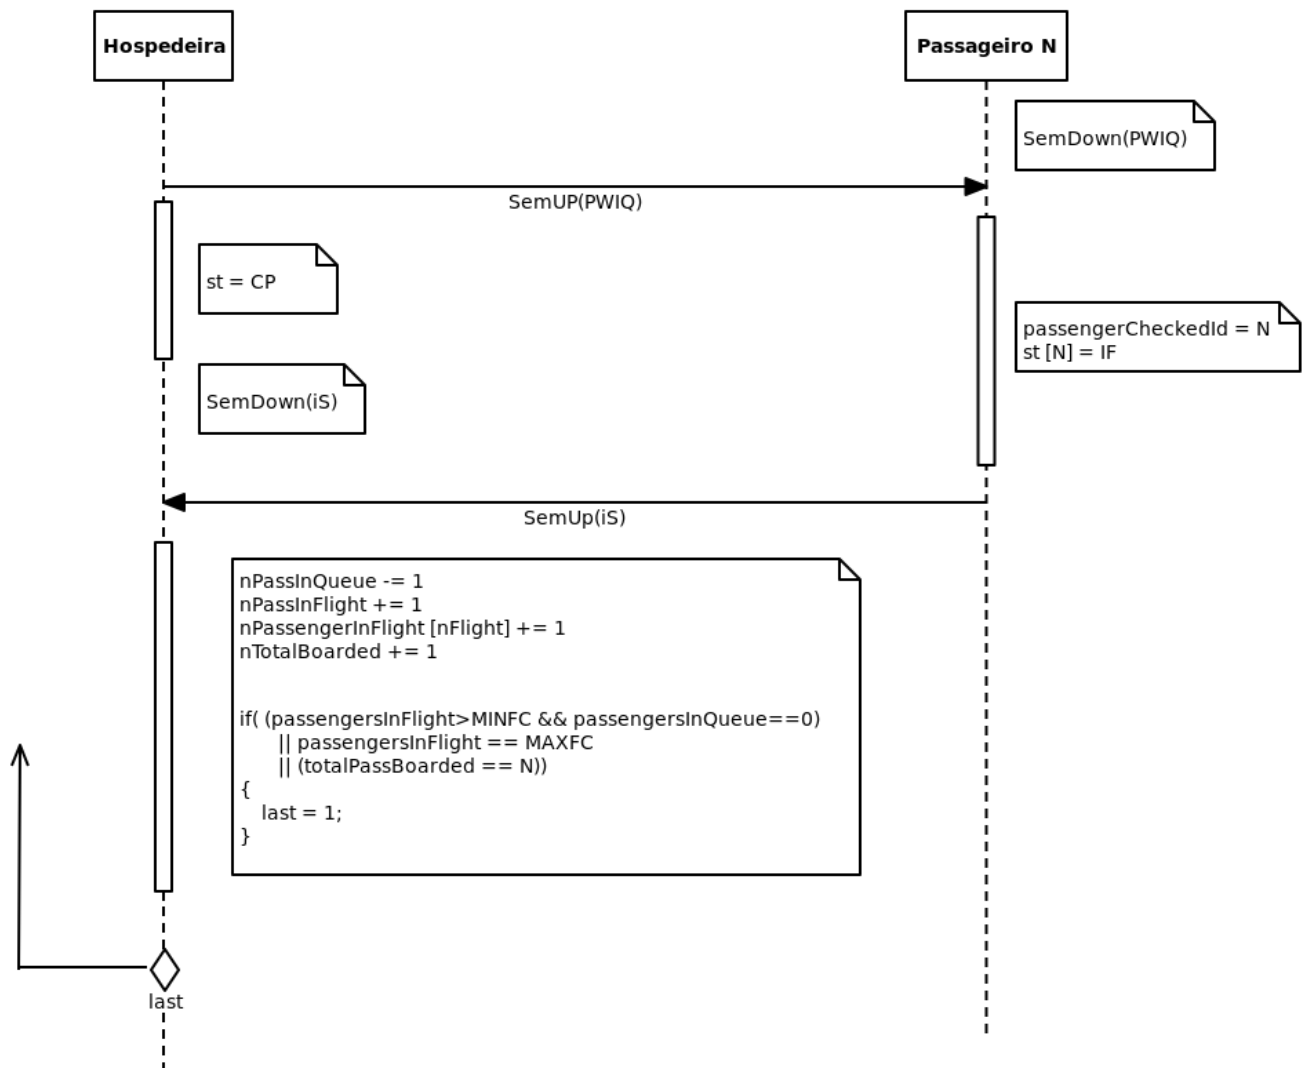 Hospedeira
Passageiro N
SemDown(PWIQ)
SemUP(PWIQ)
st = CP
passengerCheckedId = N
st [N] = IF
SemDown(iS)
SemUp(iS)
nPassInQueue -= 1
nPassInFlight += 1
nPassengerInFlight [nFlight] += 1
nTotalBoarded += 1
if( (passengersInFlight>MINFC && passengersInQueue==0)
|| passengersInFlight == MAXFC
|| (totalPassBoarded == N))
{
last = 1;
}
last